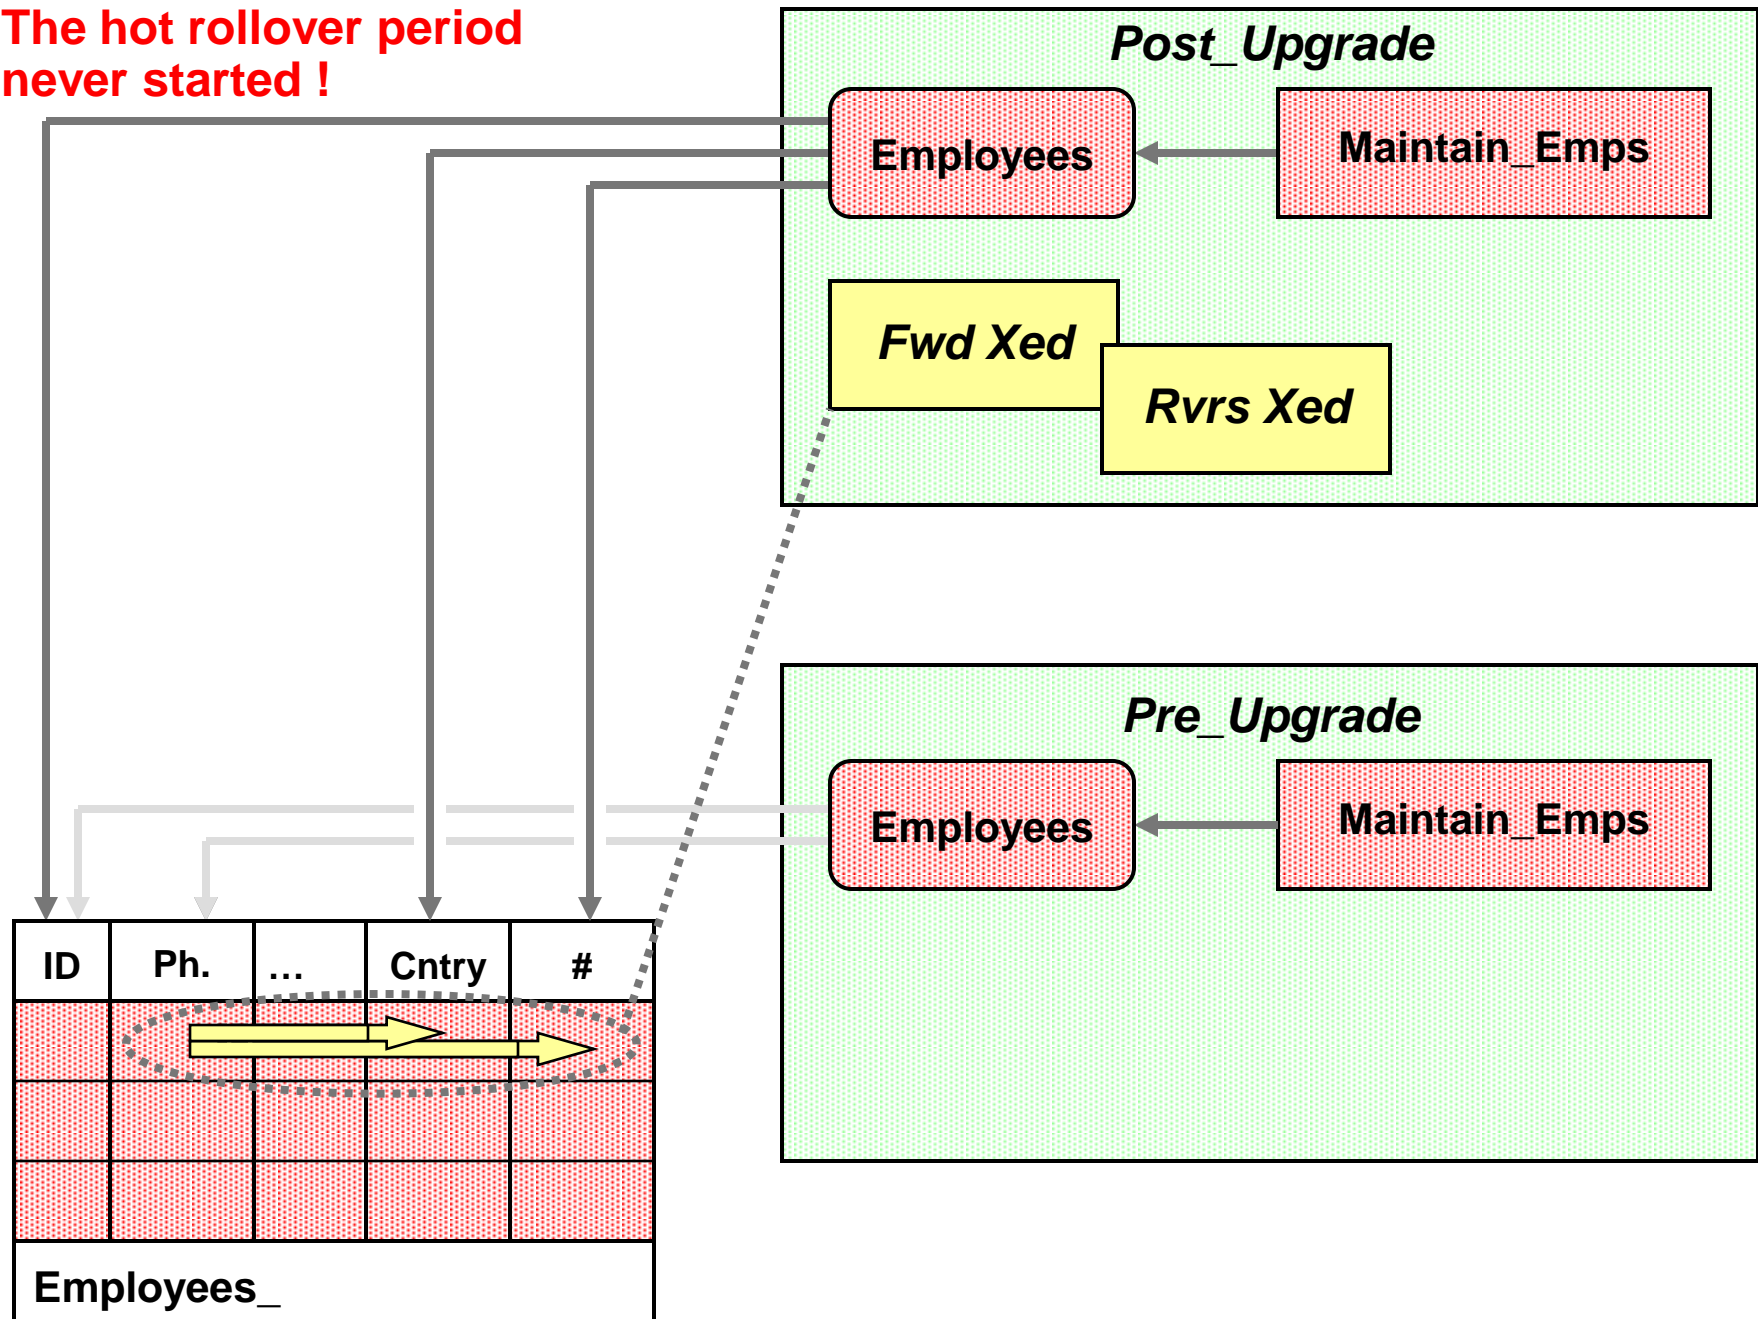 The hot rollover period
never started !
Post_Upgrade
Employees
Maintain_Emps
Fwd Xed
Rvrs Xed
Pre_Upgrade
Employees
Maintain_Emps
ID Ph. ... Cntry #
Employees_